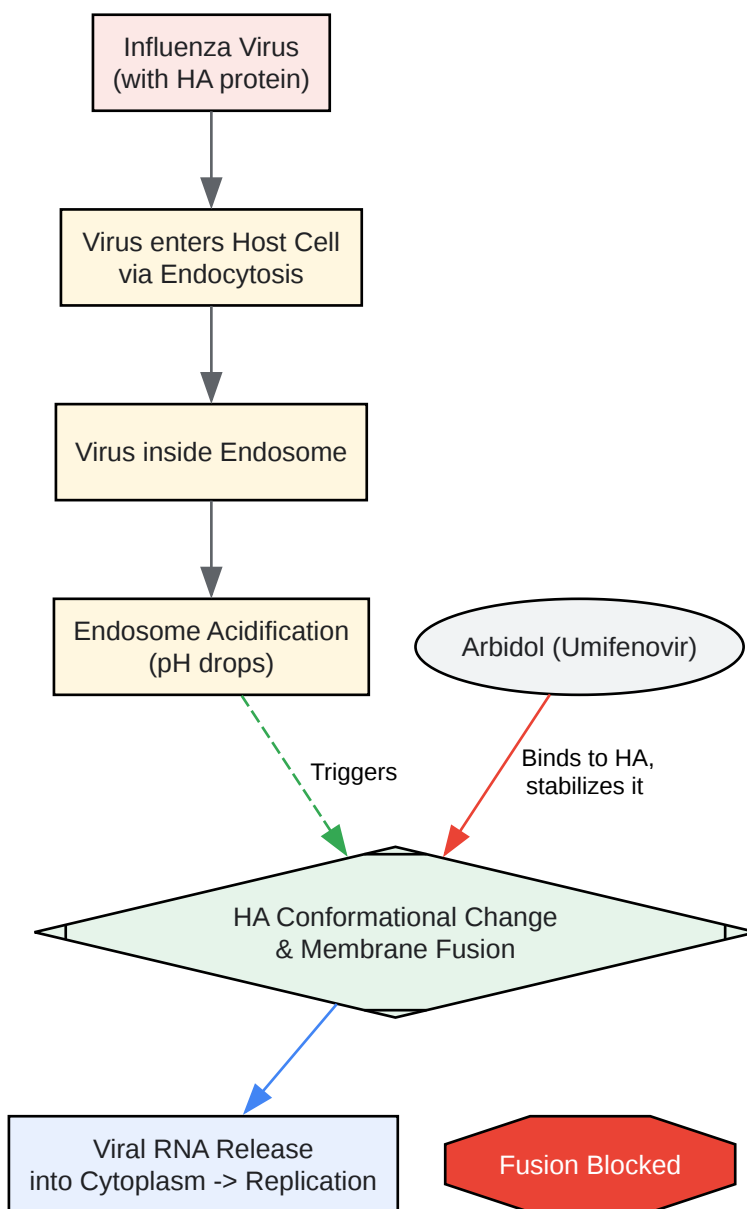 Influenza Virus
(with HA protein)
Virus enters Host Cell
via Endocytosis
Virus inside Endosome
Endosome Acidification
(pH drops)
Arbidol (Umifenovir)
Triggers
Binds to HA,
stabilizes it
HA Conformational Change
& Membrane Fusion
Viral RNA Release
into Cytoplasm -> Replication
Fusion Blocked